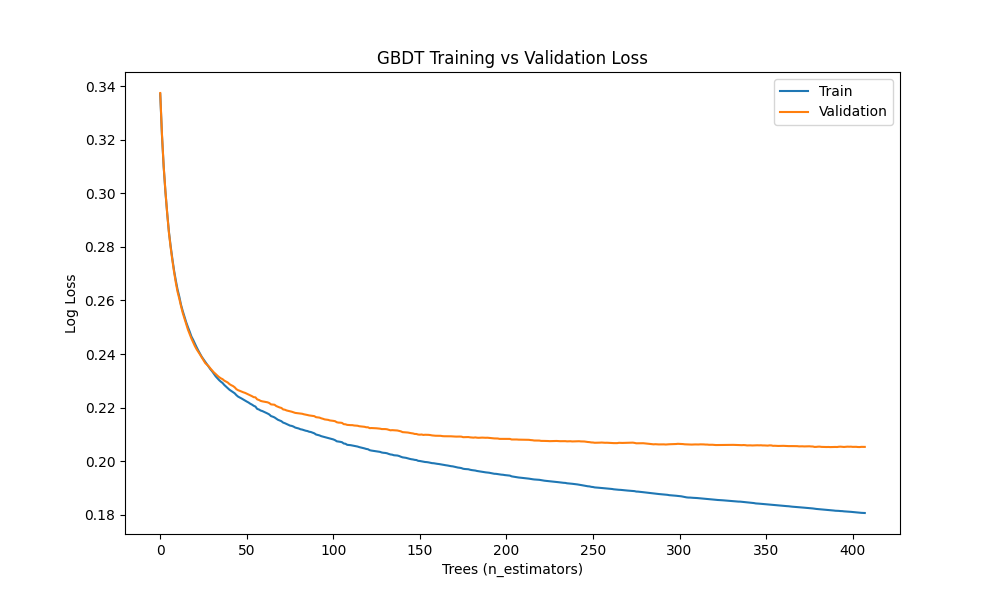 GBDT Training vs Validation Loss
Train
Validation
0.34
0.32
0.30
0.28
0.26
0.24
0.22
0.20
0.18
Log Loss
0 50 100 150 200 250 300 350 400
Trees (n_estimators)